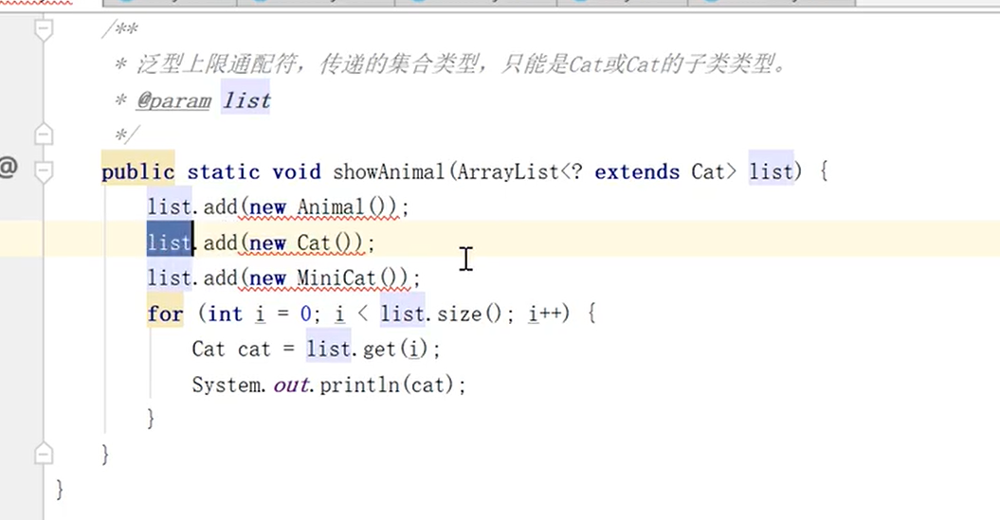 /**
* 泛型上限通配符，传递的集合类型，只能是Cat或Cat的子类类型。
* @param list
*/
@
public static void showAnimal(ArrayList<? extends Cat> list) {
list.add(new Animal());
list.add(new Cat());
list.add(new MiniCat());
for (int i = 0; i < list.size(); i++) {
Cat cat = list.get(i);
System.out.println(cat);
}
}
}